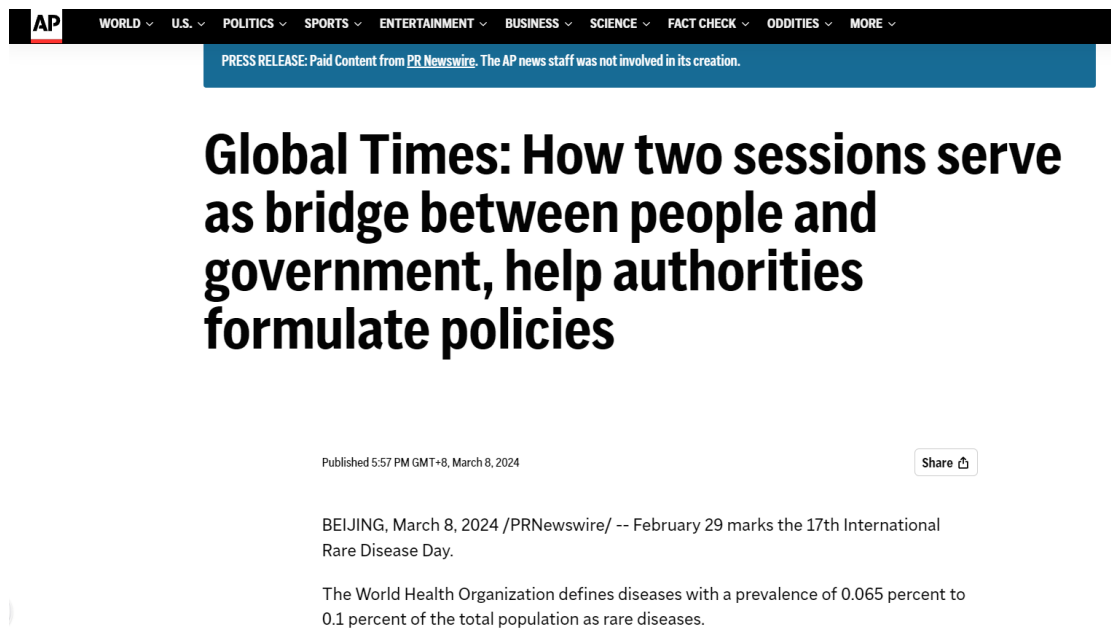 AP WORLD U.S. POLITICS SPORTS ENTERTAINMENT BUSINESS SCIENCE FACT CHECK ODDITIES MORE
PRESS RELEASE: Paid Content from PR Newswire. The AP news staff was not involved in its creation.
Global Times: How two sessions serve
as bridge between people and
government, help authorities
formulate policies
Published 5:57 PM GMT+8, March 8, 2024
Share
BEIJING, March 8, 2024 /PRNewswire/ -- February 29 marks the 17th International
Rare Disease Day.
The World Health Organization defines diseases with a prevalence of 0.065 percent to
0.1 percent of the total population as rare diseases.